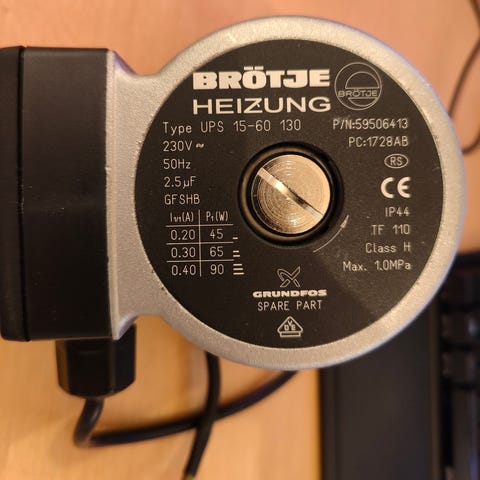 BRÖTJE
BRÖTJE
HEIZUNG
Type UPS 15-60 130 P/N:59506413
230V ~ PC:1728AB
50Hz RS
2.5µF CE
GFSHB IP44
I1/1(A) P1(W) TF 110
0.20 45
0.30 65 Class H
0.40 90 Max. 1.0MPa
GRUNDFOS
SPARE PART
VDE